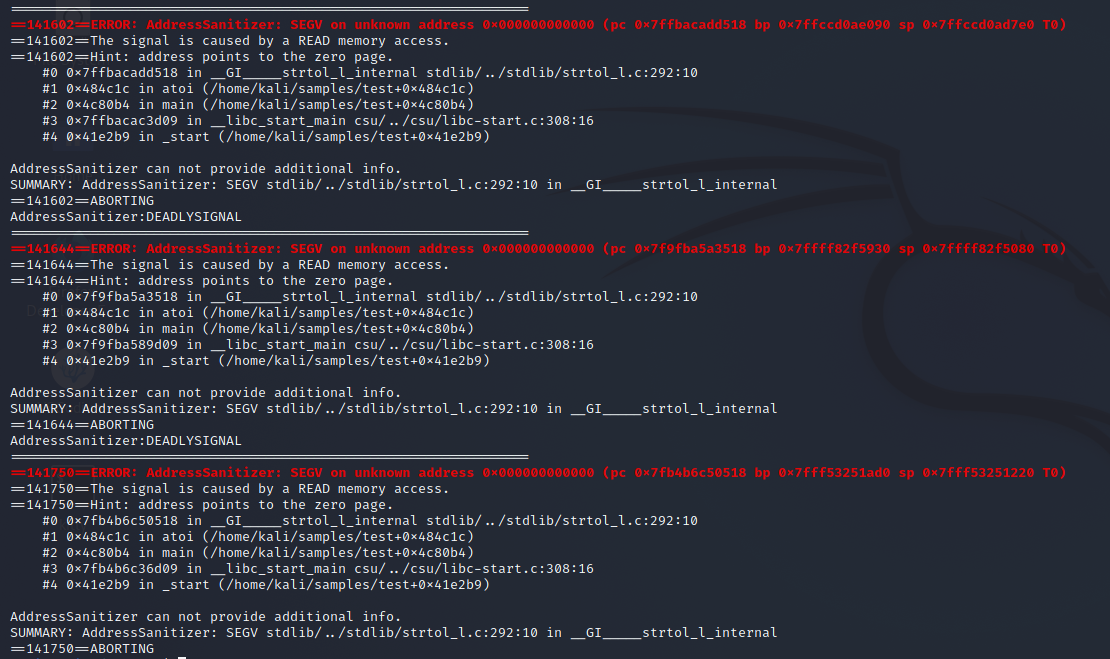 =================================================================
==141602==ERROR: AddressSanitizer: SEGV on unknown address 0x000000000000 (pc 0x7ffbacadd518 bp 0x7ffccd0ae090 sp 0x7ffccd0ad7e0 T0)
==141602==The signal is caused by a READ memory access.
==141602==Hint: address points to the zero page.
    #0 0x7ffbacadd518 in __GI_____strtol_l_internal stdlib/../stdlib/strtol_l.c:292:10
    #1 0x484c1c in atoi (/home/kali/samples/test+0x484c1c)
    #2 0x4c80b4 in main (/home/kali/samples/test+0x4c80b4)
    #3 0x7ffbacac3d09 in __libc_start_main csu/../csu/libc-start.c:308:16
    #4 0x41e2b9 in _start (/home/kali/samples/test+0x41e2b9)

AddressSanitizer can not provide additional info.
SUMMARY: AddressSanitizer: SEGV stdlib/../stdlib/strtol_l.c:292:10 in __GI_____strtol_l_internal
==141602==ABORTING
AddressSanitizer:DEADLYSIGNAL
=================================================================
==141644==ERROR: AddressSanitizer: SEGV on unknown address 0x000000000000 (pc 0x7f9fba5a3518 bp 0x7ffff82f5930 sp 0x7ffff82f5080 T0)
==141644==The signal is caused by a READ memory access.
==141644==Hint: address points to the zero page.
    #0 0x7f9fba5a3518 in __GI_____strtol_l_internal stdlib/../stdlib/strtol_l.c:292:10
    #1 0x484c1c in atoi (/home/kali/samples/test+0x484c1c)
    #2 0x4c80b4 in main (/home/kali/samples/test+0x4c80b4)
    #3 0x7f9fba589d09 in __libc_start_main csu/../csu/libc-start.c:308:16
    #4 0x41e2b9 in _start (/home/kali/samples/test+0x41e2b9)

AddressSanitizer can not provide additional info.
SUMMARY: AddressSanitizer: SEGV stdlib/../stdlib/strtol_l.c:292:10 in __GI_____strtol_l_internal
==141644==ABORTING
AddressSanitizer:DEADLYSIGNAL
=================================================================
==141750==ERROR: AddressSanitizer: SEGV on unknown address 0x000000000000 (pc 0x7fb4b6c50518 bp 0x7fff53251ad0 sp 0x7fff53251220 T0)
==141750==The signal is caused by a READ memory access.
==141750==Hint: address points to the zero page.
    #0 0x7fb4b6c50518 in __GI_____strtol_l_internal stdlib/../stdlib/strtol_l.c:292:10
    #1 0x484c1c in atoi (/home/kali/samples/test+0x484c1c)
    #2 0x4c80b4 in main (/home/kali/samples/test+0x4c80b4)
    #3 0x7fb4b6c36d09 in __libc_start_main csu/../csu/libc-start.c:308:16
    #4 0x41e2b9 in _start (/home/kali/samples/test+0x41e2b9)

AddressSanitizer can not provide additional info.
SUMMARY: AddressSanitizer: SEGV stdlib/../stdlib/strtol_l.c:292:10 in __GI_____strtol_l_internal
==141750==ABORTING